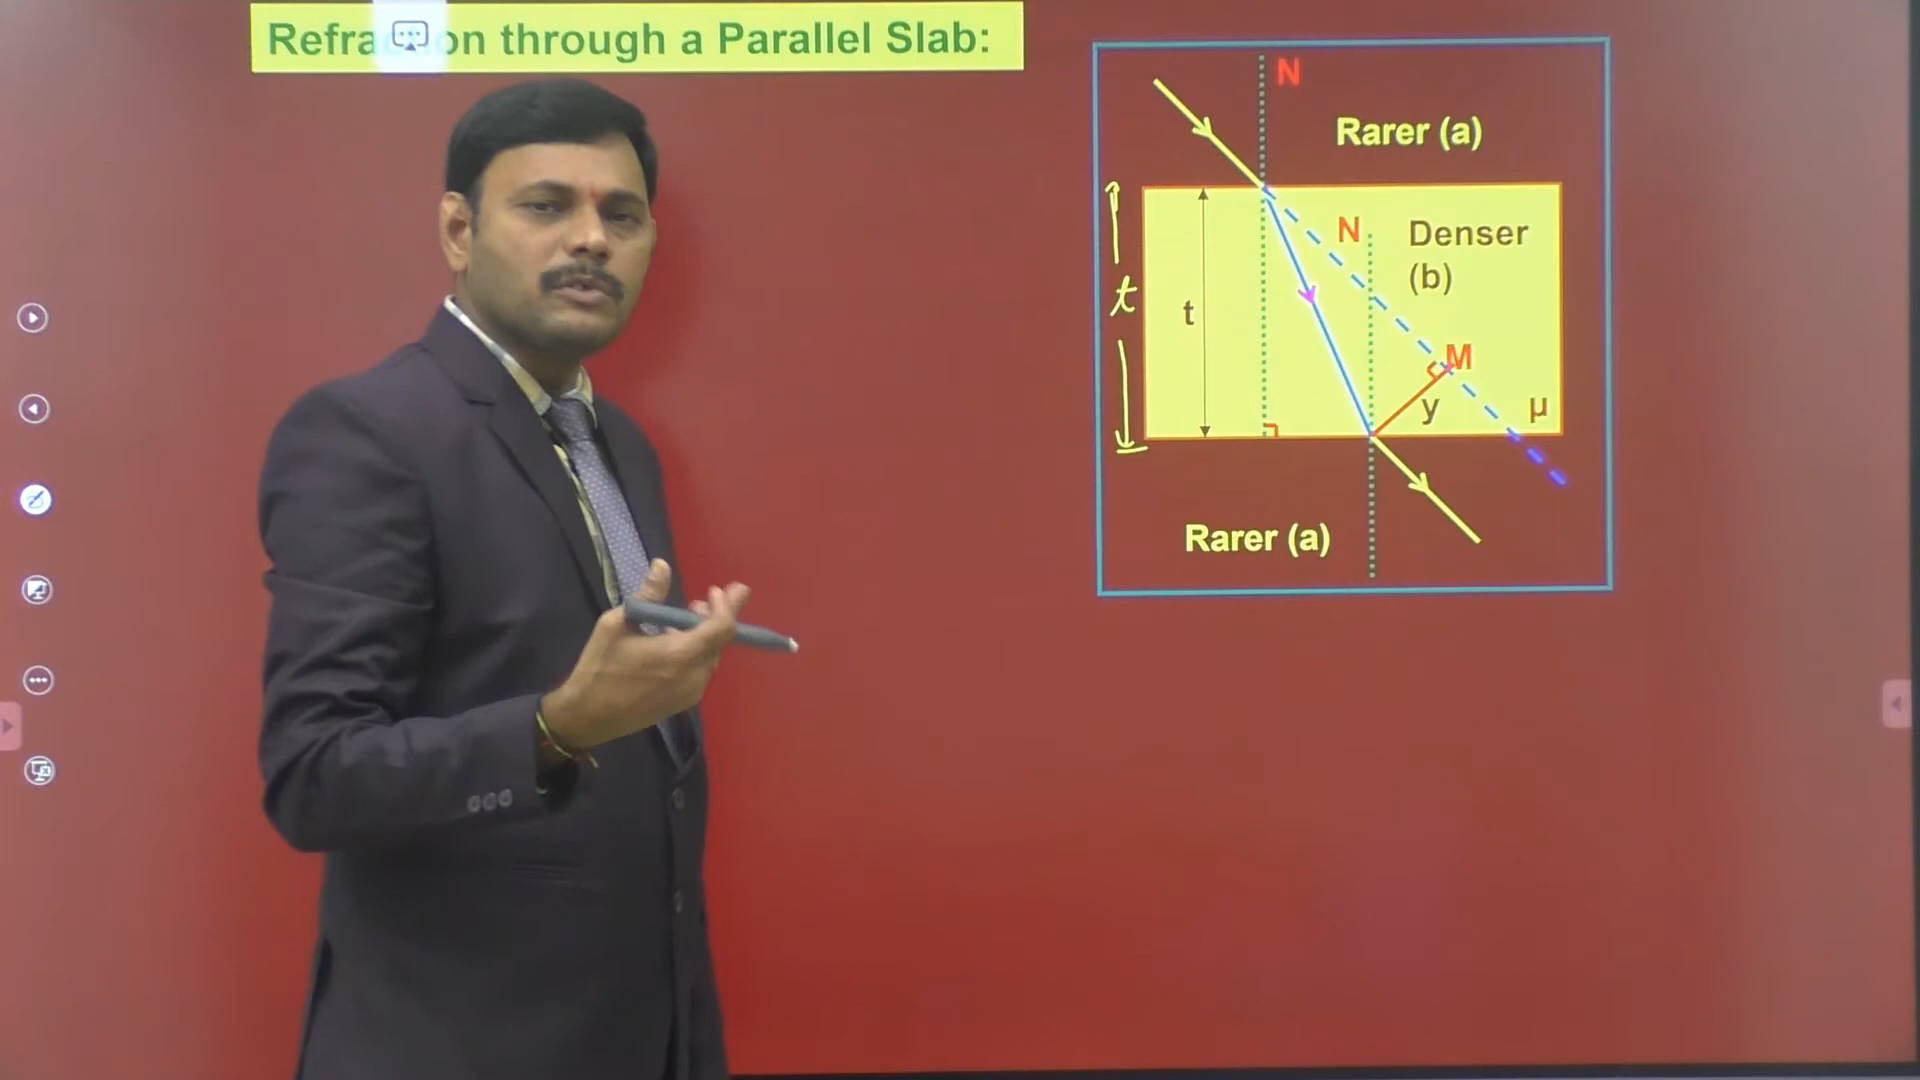 Refra on through a Parallel Slab:
N
Rarer (a)
N
Denser
(b)
t
t
M
y
μ
Rarer (a)